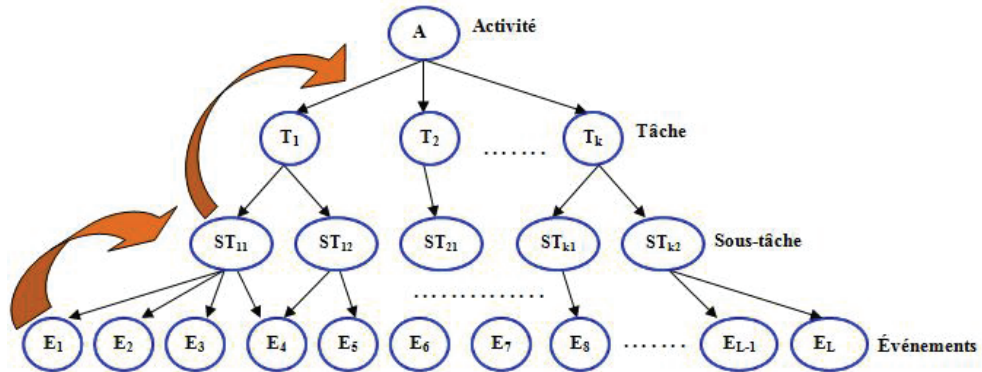 A Activité
T1 T2 ....... Tk Tâche
ST11 ST12 ST21 STk1 STk2 Sous-tâche
..............
E1 E2 E3 E4 E5 E6 E7 E8 ....... EL-1 EL Événements